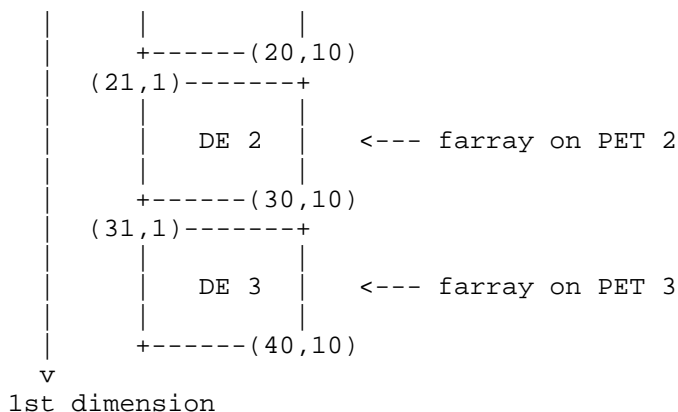 |      |          |
|      +------(20,10)
|   (21,1)-------+
|      |          |
|      |   DE 2   |   <--- farray on PET 2
|      |          |
|      +------(30,10)
|   (31,1)-------+
|      |          |
|      |   DE 3   |   <--- farray on PET 3
|      |          |
|      +------(40,10)
v
1st dimension